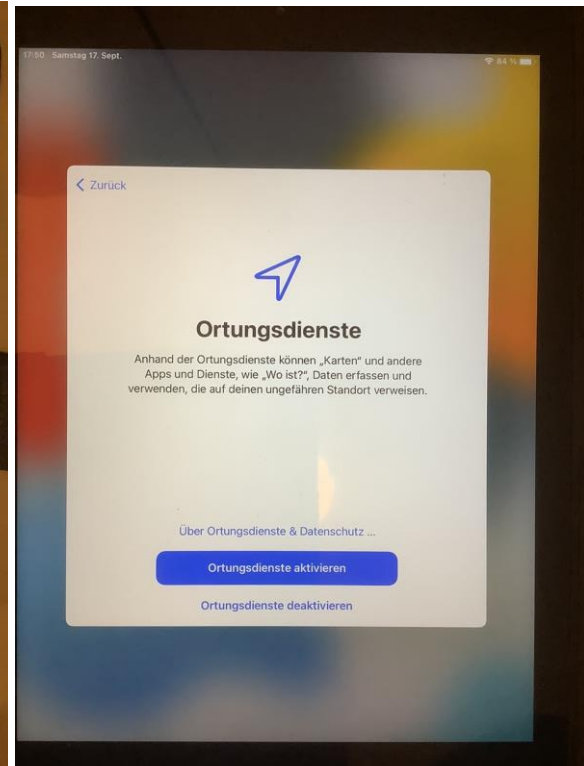 17:50 Samstag 17. Sept.
84 %
Zurück
Ortungsdienste
Anhand der Ortungsdienste können „Karten“ und andere
Apps und Dienste, wie „Wo ist?“, Daten erfassen und
verwenden, die auf deinen ungefähren Standort verweisen.
Über Ortungsdienste & Datenschutz ...
Ortungsdienste aktivieren
Ortungsdienste deaktivieren